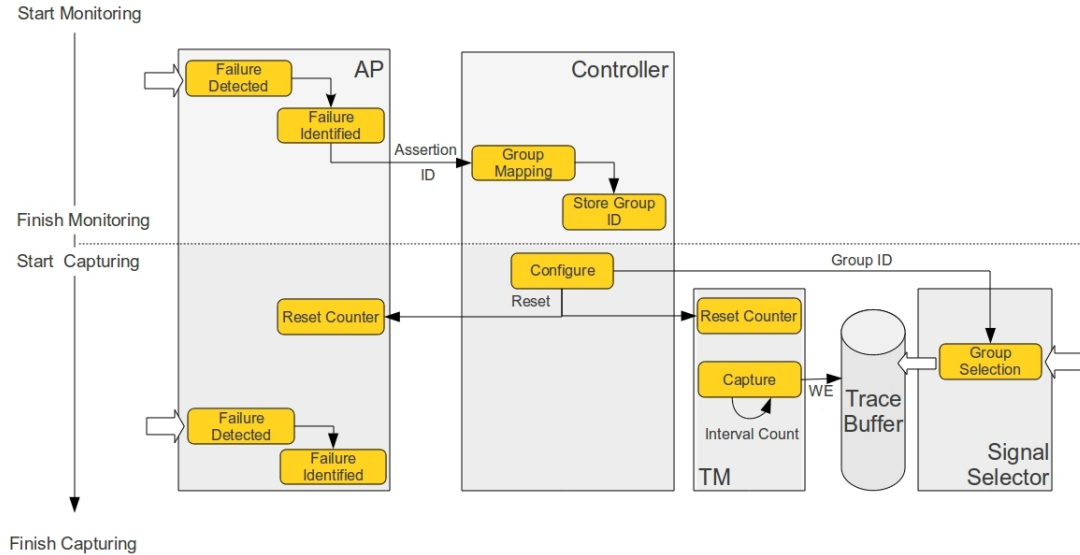 Start Monitoring
AP
Controller
Failure
Detected
Failure
Identified
Assertion
ID
Group
Mapping
Store Group
ID
Finish Monitoring
Start Capturing
Configure
Group ID
Reset
Reset Counter
Reset Counter
Group
Selection
Capture
WE
Interval Count
Trace
Buffer
Failure
Detected
Failure
Identified
TM
Signal
Selector
Finish Capturing